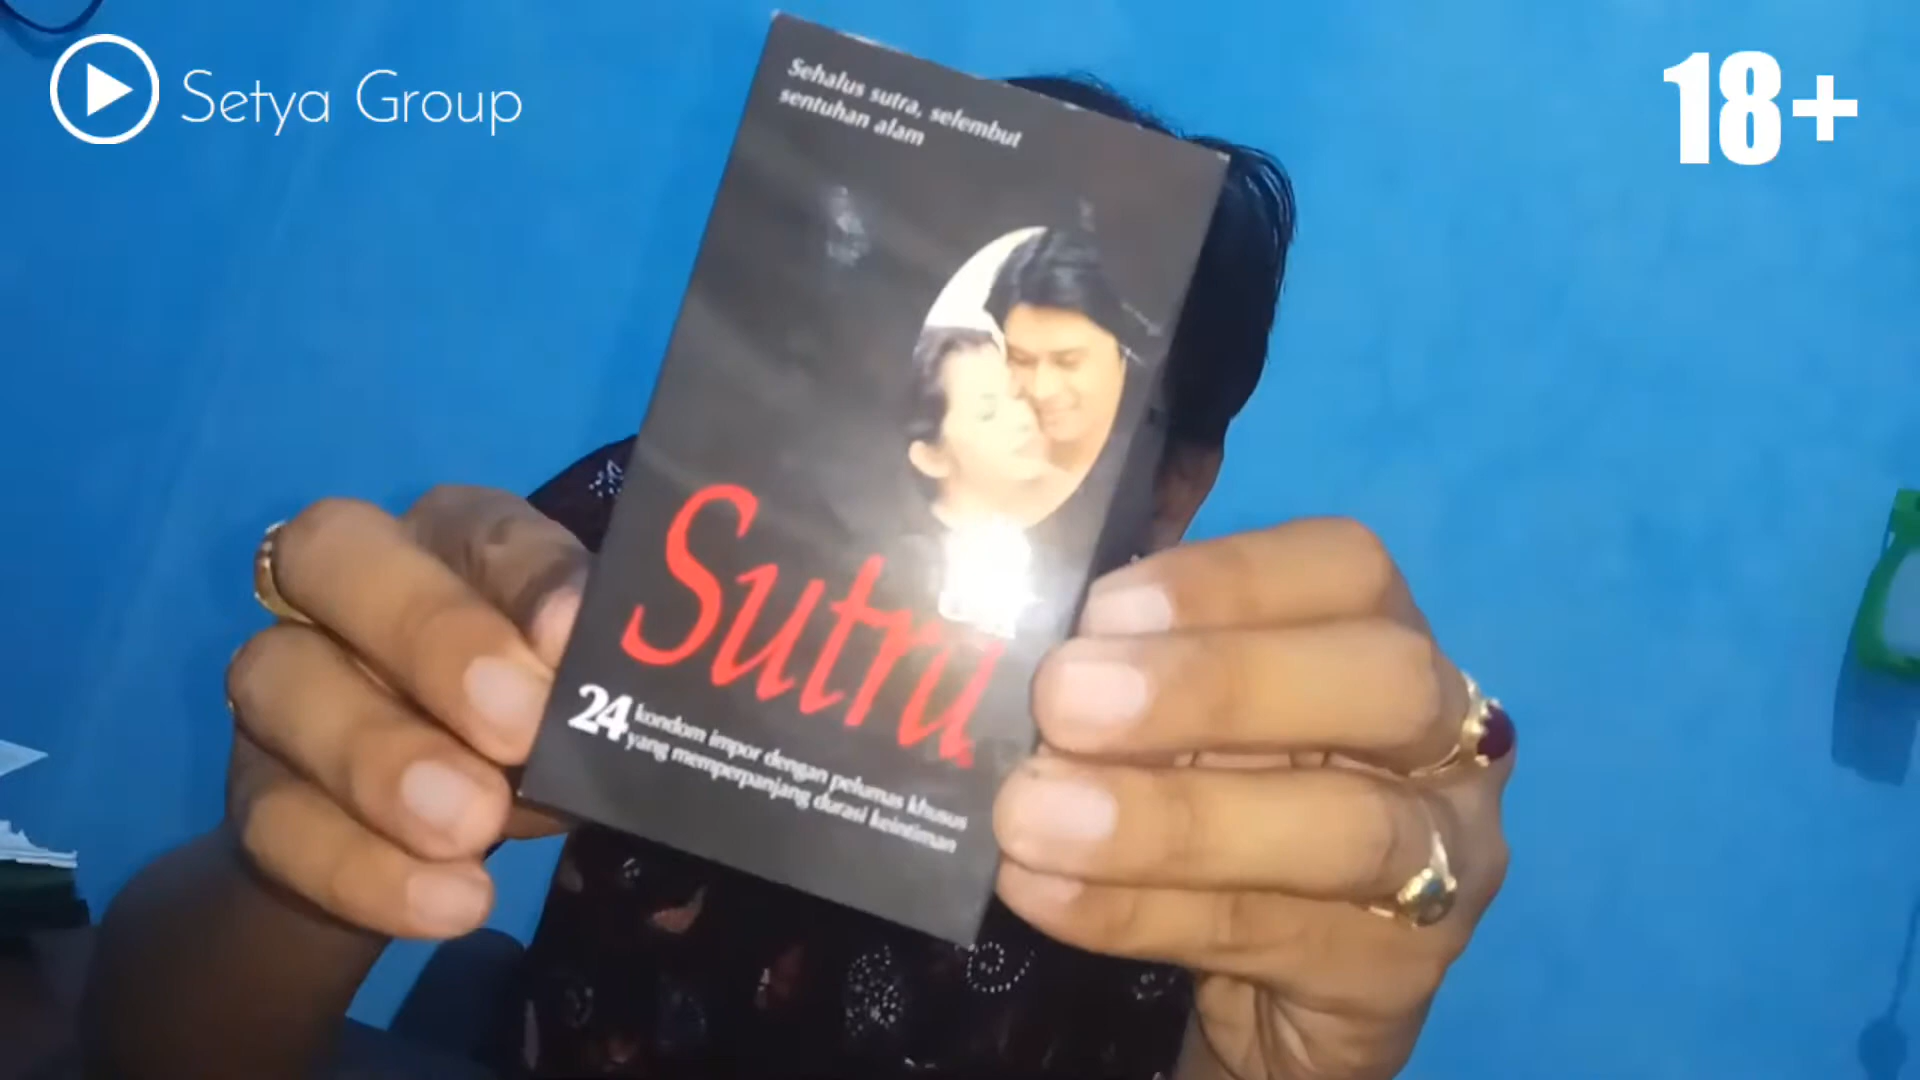 Setya Group
18+
Sehalus sutra, selembut
sentuhan alam
Sutra
24 kondom impor dengan pelumas khusus
yang memperpanjang durasi keintiman